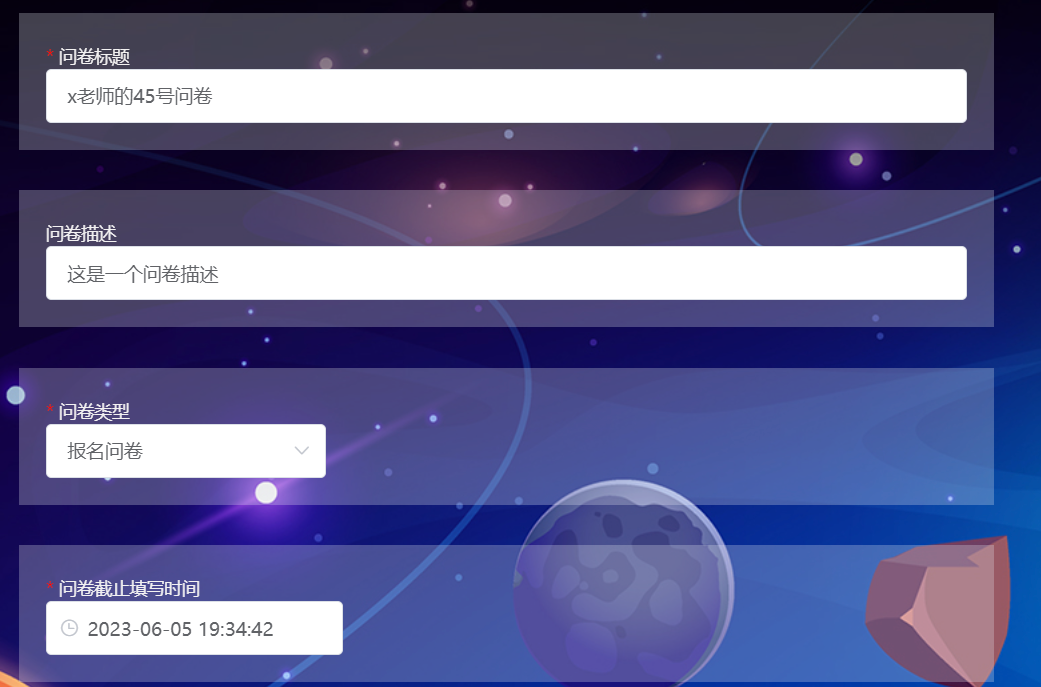 * 问卷标题
x老师的45号问卷
问卷描述
这是一个问卷描述
* 问卷类型
报名问卷
* 问卷截止填写时间
2023-06-05 19:34:42